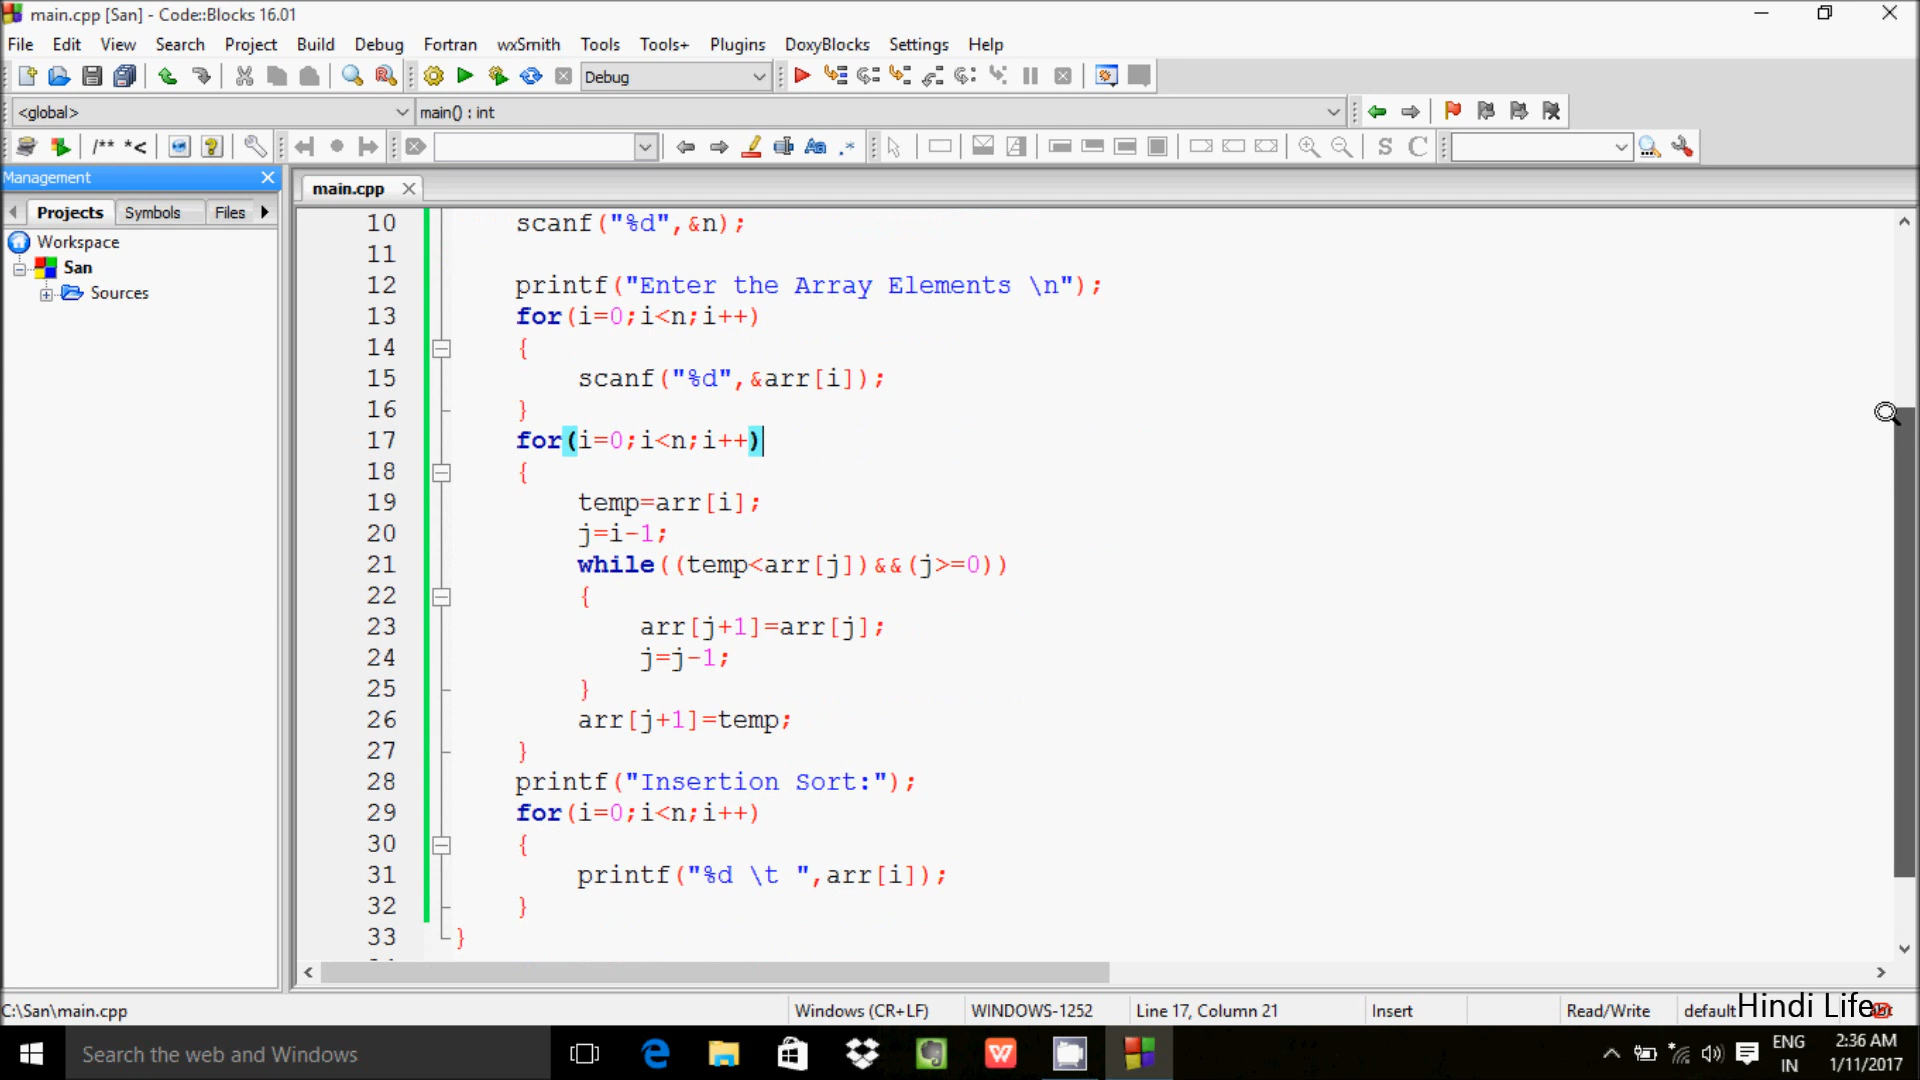 main.cpp [San] - Code::Blocks 16.01
File Edit View Search Project Build Debug Fortran wxSmith Tools Tools+ Plugins DoxyBlocks Settings Help
Debug
<global> main() : int
/** *<
S C
Management
main.cpp
Projects Symbols Files
Workspace
San
Sources
10 scanf("%d",&n);
11
12 printf("Enter the Array Elements \n");
13 for(i=0;i<n;i++)
14 {
15 scanf("%d",&arr[i]);
16 }
17 for(i=0;i<n;i++)
18 {
19 temp=arr[i];
20 j=i-1;
21 while((temp<arr[j])&&(j>=0))
22 {
23 arr[j+1]=arr[j];
24 j=j-1;
25 }
26 arr[j+1]=temp;
27 }
28 printf("Insertion Sort:");
29 for(i=0;i<n;i++)
30 {
31 printf("%d \t ",arr[i]);
32 }
33 }
C:\San\main.cpp Windows (CR+LF) WINDOWS-1252 Line 17, Column 21 Insert Read/Write default
Hindi Life
Search the web and Windows
ENG
IN
2:36 AM
1/11/2017